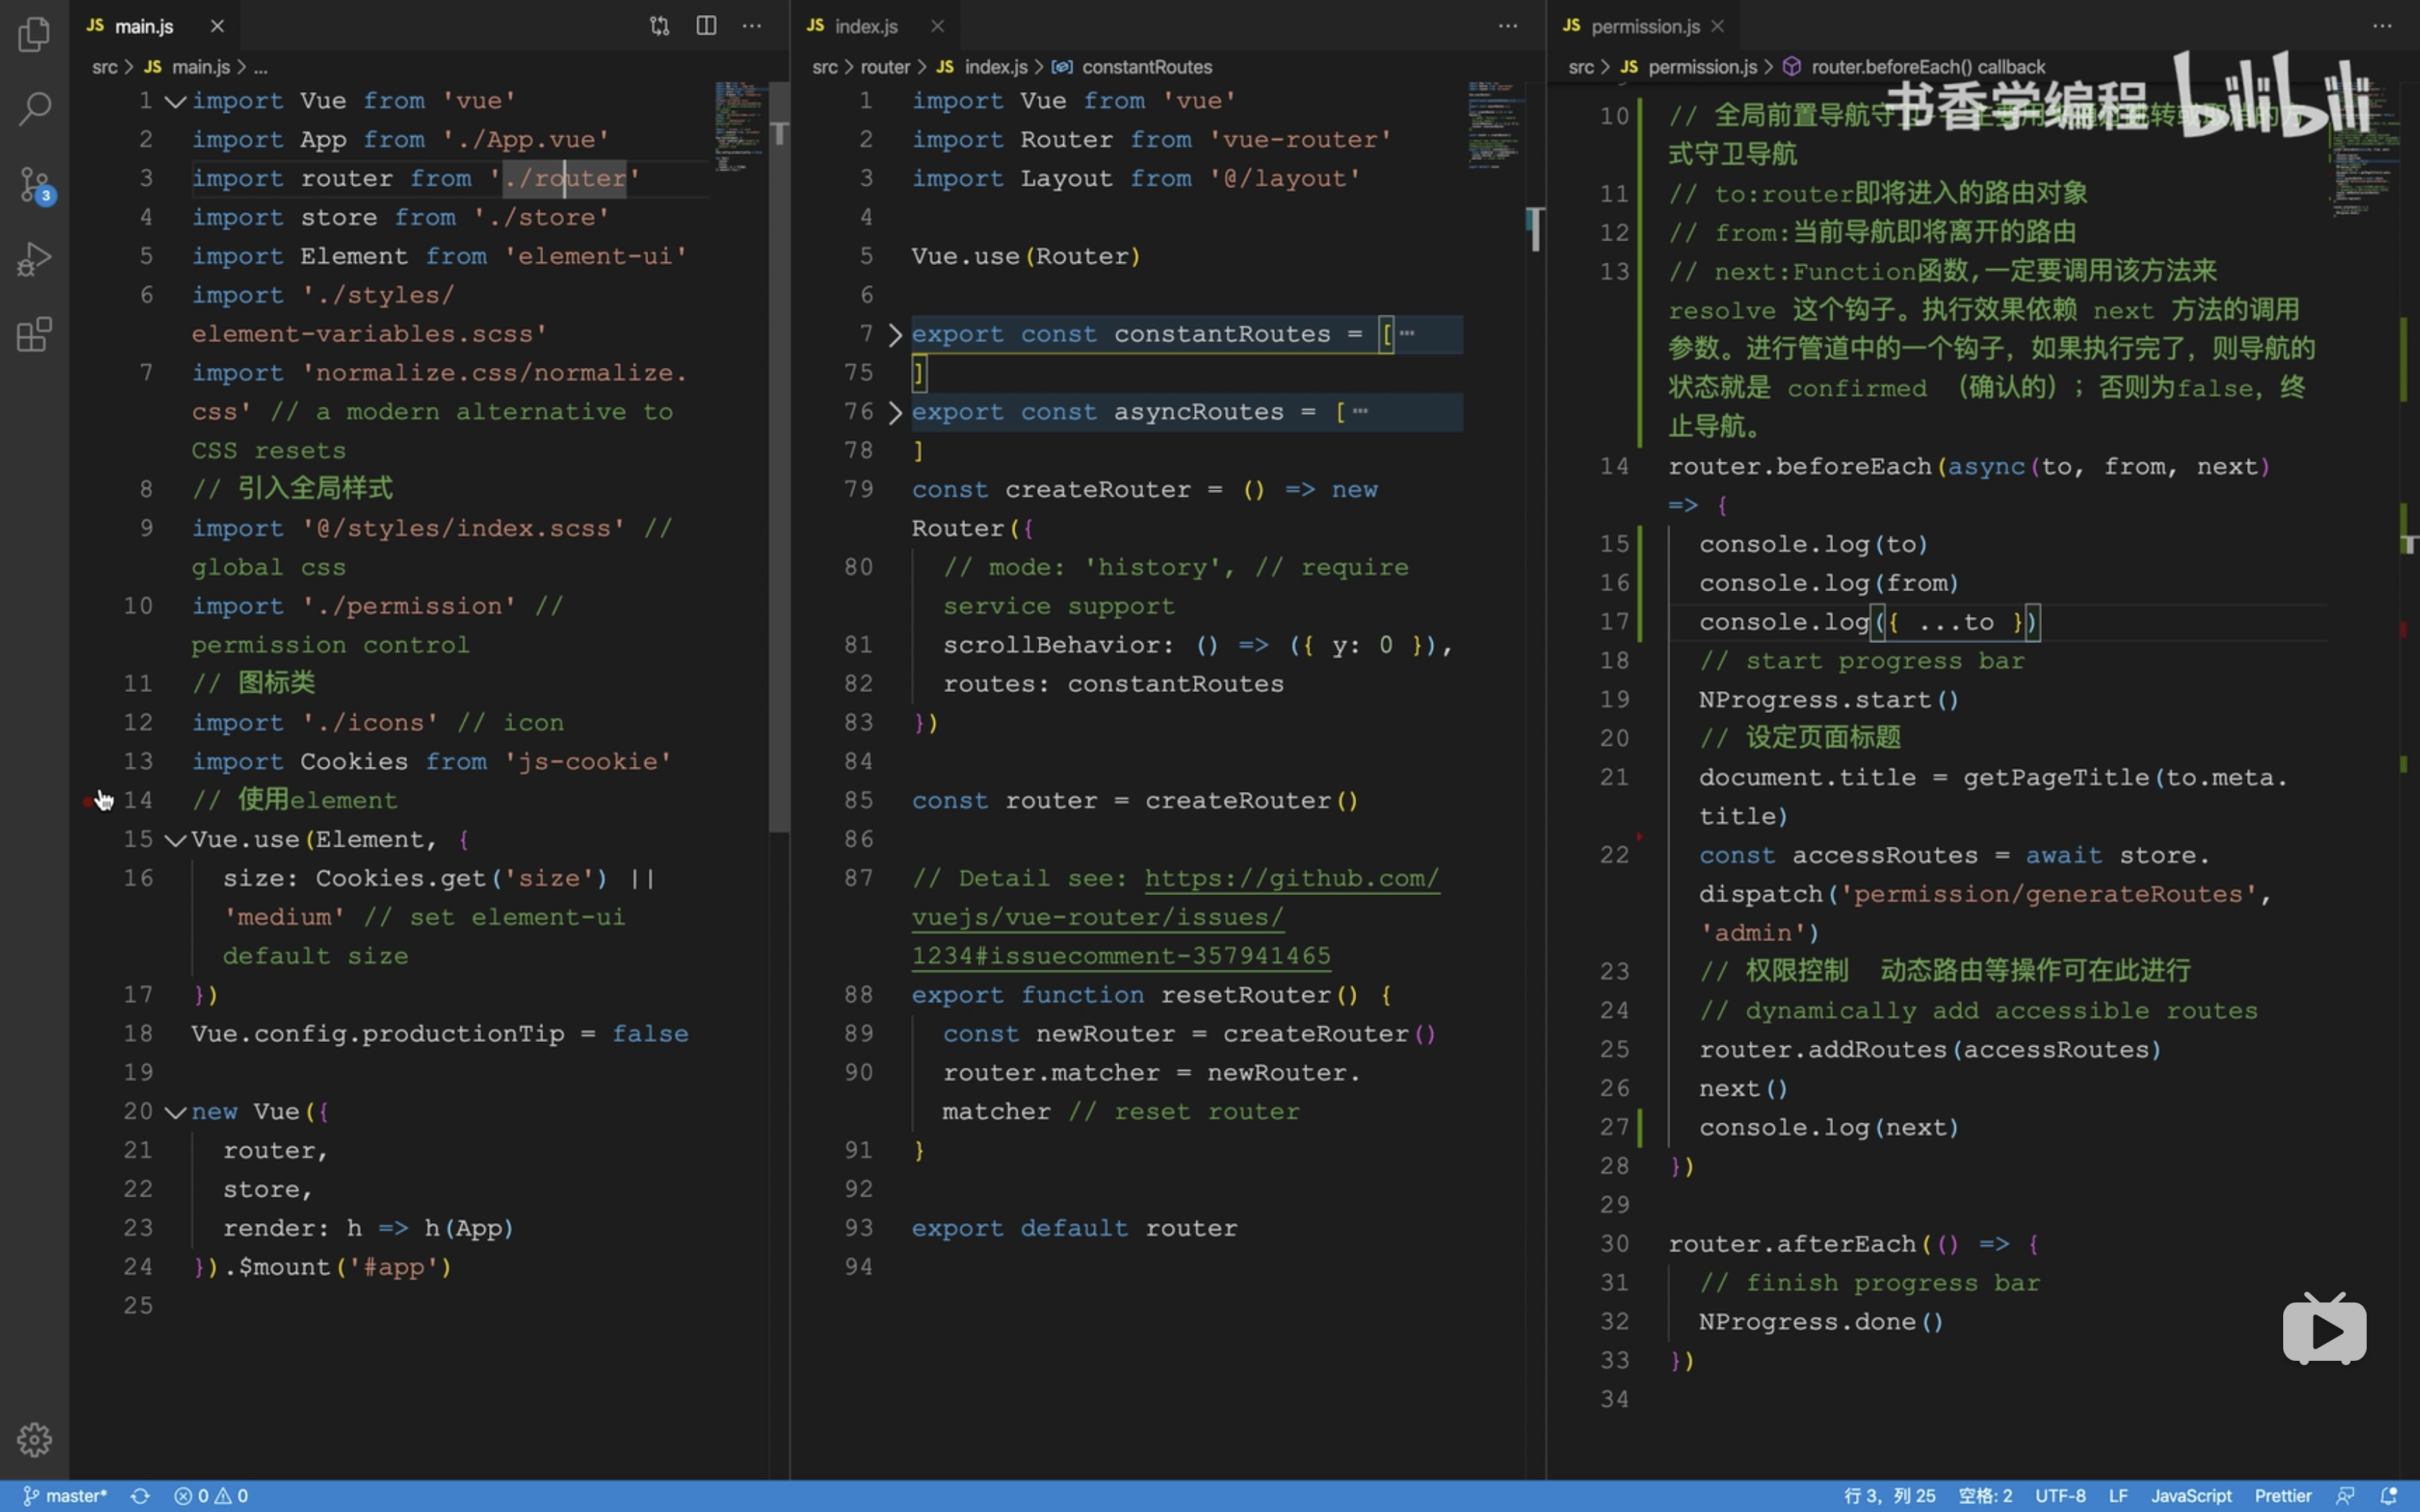 JS main.js
src > JS main.js > ...
1 import Vue from 'vue'
2 import App from './App.vue'
3 import router from './router'
4 import store from './store'
5 import Element from 'element-ui'
6 import './styles/
element-variables.scss'
7 import 'normalize.css/normalize.
css' // a modern alternative to
CSS resets
8 // 引入全局样式
9 import '@/styles/index.scss' //
global css
10 import './permission' //
permission control
11 // 图标类
12 import './icons' // icon
13 import Cookies from 'js-cookie'
14 // 使用element
15 Vue.use(Element, {
16 size: Cookies.get('size') ||
'medium' // set element-ui
default size
17 })
18 Vue.config.productionTip = false
19
20 new Vue({
21 router,
22 store,
23 render: h => h(App)
24 }).$mount('#app')
25
JS index.js
src > router > JS index.js > constantRoutes
1 import Vue from 'vue'
2 import Router from 'vue-router'
3 import Layout from '@/layout'
4
5 Vue.use(Router)
6
7 export const constantRoutes = [⋯
75 ]
76 export const asyncRoutes = [⋯
78 ]
79 const createRouter = () => new
Router({
80 // mode: 'history', // require
service support
81 scrollBehavior: () => ({ y: 0 }),
82 routes: constantRoutes
83 })
84
85 const router = createRouter()
86
87 // Detail see: https://github.com/
vuejs/vue-router/issues/
1234#issuecomment-357941465
88 export function resetRouter() {
89 const newRouter = createRouter()
90 router.matcher = newRouter.
matcher // reset router
91 }
92
93 export default router
94
JS permission.js
src > JS permission.js > router.beforeEach() callback
书香学编程 bilibili
10 // 全局前置导航守
式守卫导航
11 // to:router即将进入的路由对象
12 // from:当前导航即将离开的路由
13 // next:Function函数,一定要调用该方法来
resolve 这个钩子。执行效果依赖 next 方法的调用
参数。进行管道中的一个钩子，如果执行完了，则导航的
状态就是 confirmed （确认的）；否则为false，终
止导航。
14 router.beforeEach(async(to, from, next)
=> {
15 console.log(to)
16 console.log(from)
17 console.log({ ...to })
18 // start progress bar
19 NProgress.start()
20 // 设定页面标题
21 document.title = getPageTitle(to.meta.
title)
22 const accessRoutes = await store.
dispatch('permission/generateRoutes',
'admin')
23 // 权限控制 动态路由等操作可在此进行
24 // dynamically add accessible routes
25 router.addRoutes(accessRoutes)
26 next()
27 console.log(next)
28 })
29
30 router.afterEach(() => {
31 // finish progress bar
32 NProgress.done()
33 })
34
3
master* 0 0 行 3，列 25 空格: 2 UTF-8 LF JavaScript Prettier